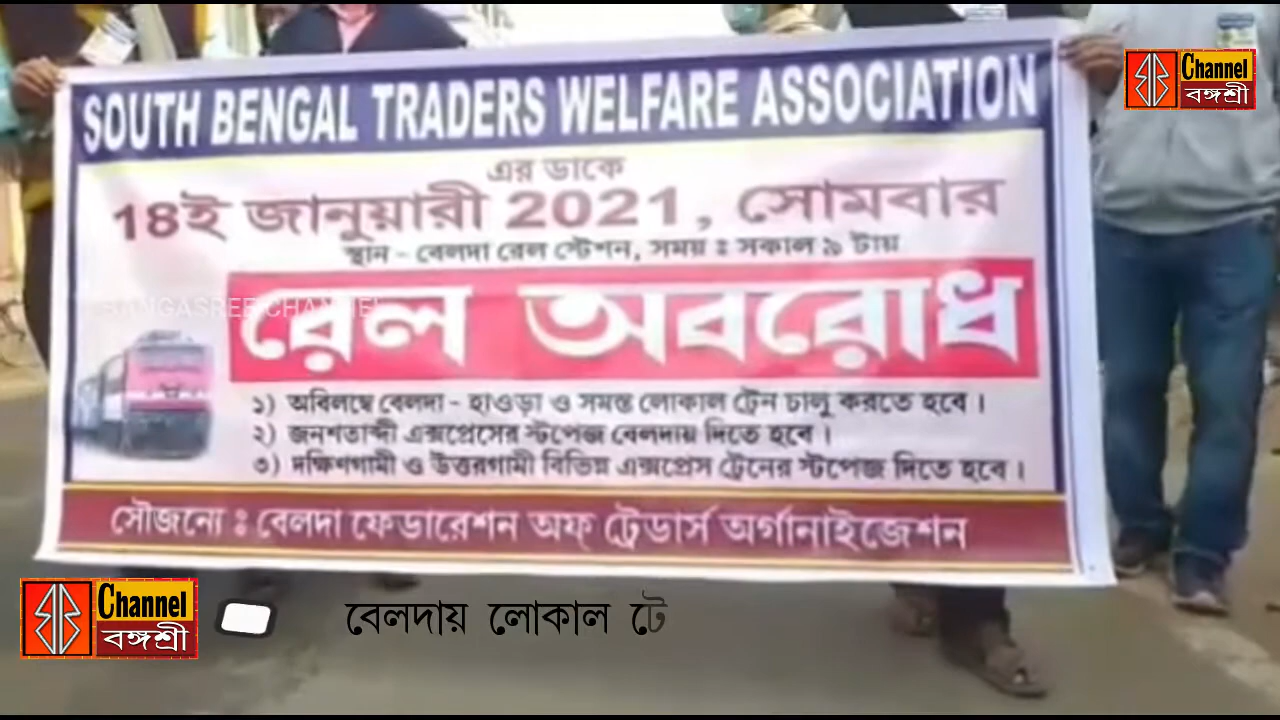 Channel
বঙ্গশ্রী
SOUTH BENGAL TRADERS WELFARE ASSOCIATION
এর ডাকে
18ই জানুয়ারী 2021, সোমবার
স্থান - বেলদা রেল স্টেশন, সময় ঃ সকাল ৯ টায়
BANGASREE CHANNEL
রেল অবরোধ
১) অবিলম্বে বেলদা - হাওড়া ও সমস্ত লোকাল ট্রেন চালু করতে হবে।
২) জনশতাব্দী এক্সপ্রেসের স্টপেজ বেলদায় দিতে হবে।
৩) দক্ষিণগামী ও উত্তরগামী বিভিন্ন এক্সপ্রেস ট্রেনের স্টপেজ দিতে হবে।
সৌজন্যে ঃ বেলদা ফেডারেশন অফ্ ট্রেডার্স অর্গানাইজেশন
Channel
বঙ্গশ্রী
বেলদায় লোকাল টে